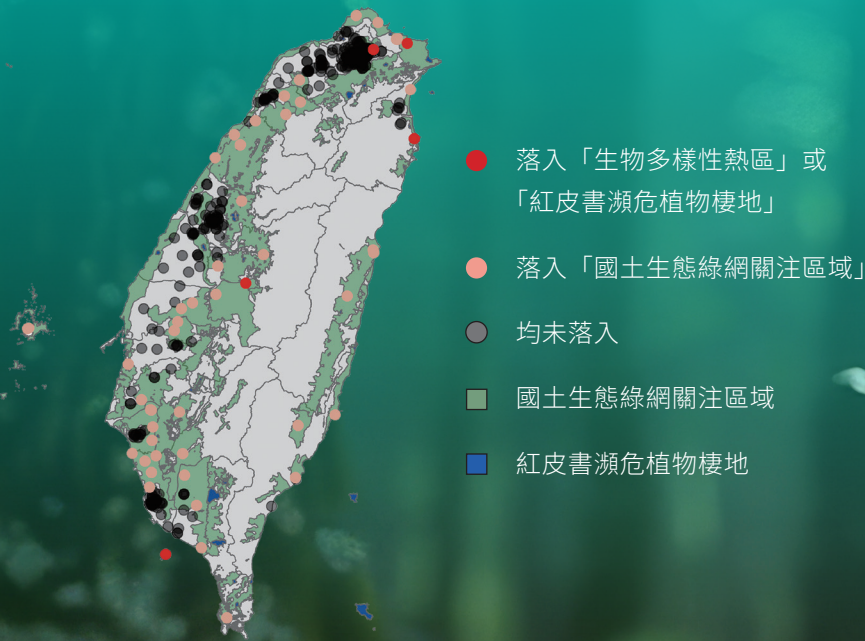 落入「生物多樣性熱區」或
「紅皮書瀕危植物棲地」
落入「國土生態綠網關注區域」
均未落入
國土生態綠網關注區域
紅皮書瀕危植物棲地